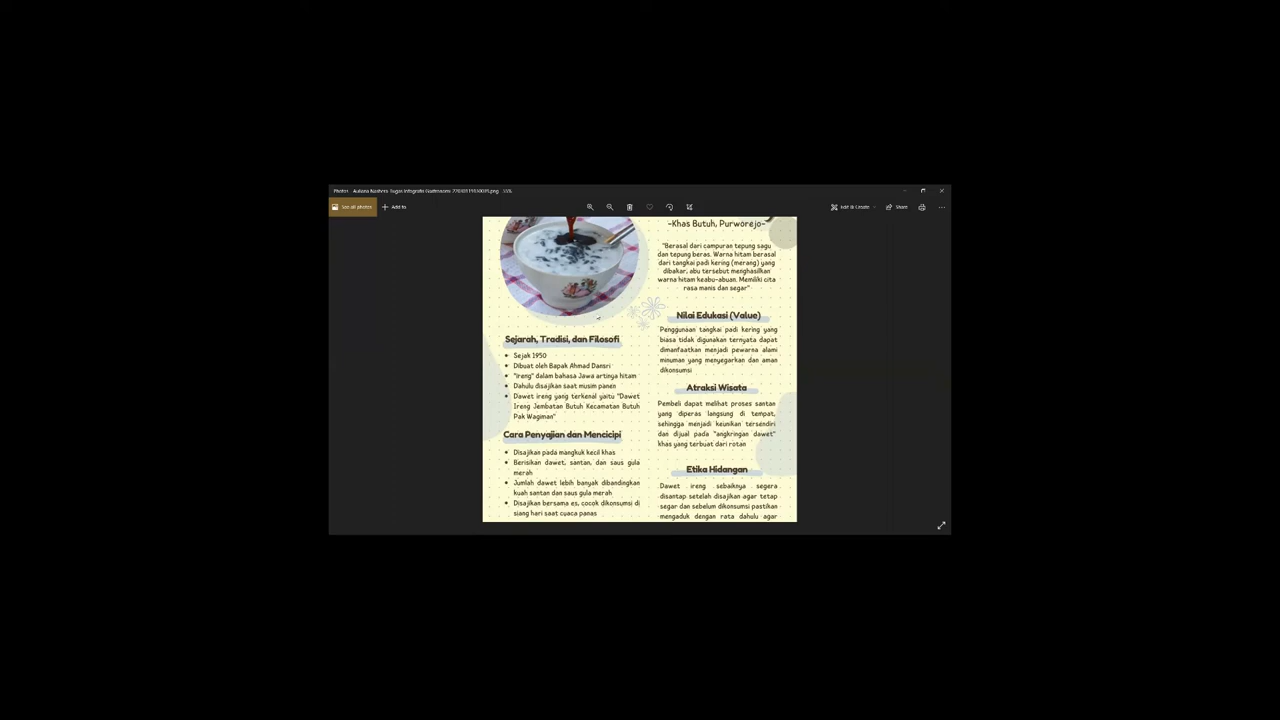 Photos - Auliana Nashera Tugas Infografis Gastronomi
.png 55%
See all photos
Add to
Edit & Create
Share
-Khas Butuh, Purworejo-
"Berasal dari campuran tepung sagu
dan tepung beras. Warna hitam berasal
dari tangkai padi kering (merang) yang
dibakar, abu tersebut menghasilkan
warna hitam keabu-abuan. Memiliki cita
rasa manis dan segar"
Sejarah, Tradisi, dan Filosofi
• Sejak 1950
• Dibuat oleh Bapak Ahmad Dansri
• "Ireng" dalam bahasa Jawa artinya hitam
• Dahulu disajikan saat musim panen
• Dawet ireng yang terkenal yaitu "Dawet
Ireng Jembatan Butuh Kecamatan Butuh
Pak Wagiman"
Cara Penyajian dan Mencicipi
• Disajikan pada mangkuk kecil khas
• Berisikan dawet, santan, dan saus gula
merah
• Jumlah dawet lebih banyak dibandingkan
kuah santan dan saus gula merah
• Disajikan bersama es, cocok dikonsumsi di
siang hari saat cuaca panas
Nilai Edukasi (Value)
Penggunaan tangkai padi kering yang
biasa tidak digunakan ternyata dapat
dimanfaatkan menjadi pewarna alami
minuman yang menyegarkan dan aman
dikonsumsi
Atraksi Wisata
Pembeli dapat melihat proses santan
yang diperas langsung di tempat,
sehingga menjadi keunikan tersendiri
dan dijual pada "angkringan dawet"
khas yang terbuat dari rotan
Etika Hidangan
Dawet ireng sebaiknya segera
disantap setelah disajikan agar tetap
segar dan sebelum dikonsumsi pastikan
mengaduk dengan rata dahulu agar